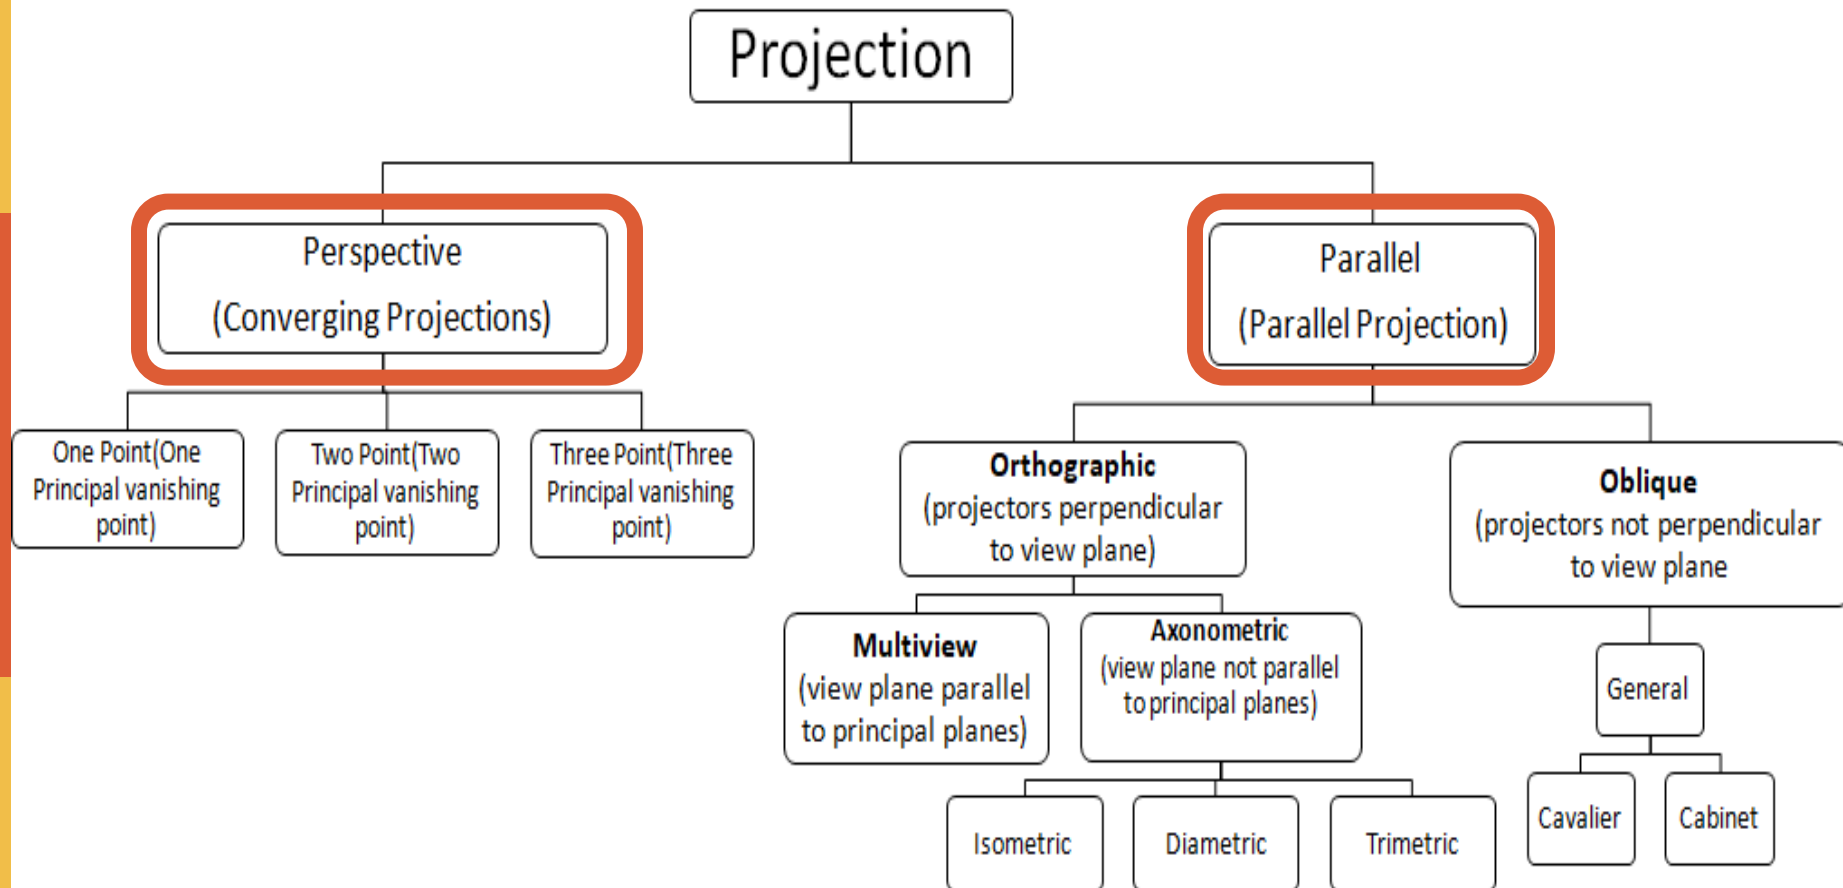 Projection
Perspective
(Converging Projections)
Parallel
(Parallel Projection)
One Point(One
Principal vanishing
point)
Two Point(Two
Principal vanishing
point)
Three Point(Three
Principal vanishing
point)
Orthographic
(projectors perpendicular
to view plane)
Oblique
(projectors not perpendicular
to view plane
Multiview
(view plane parallel
to principal planes)
Axonometric
(view plane not parallel
to principal planes)
General
Isometric
Diametric
Trimetric
Cavalier
Cabinet